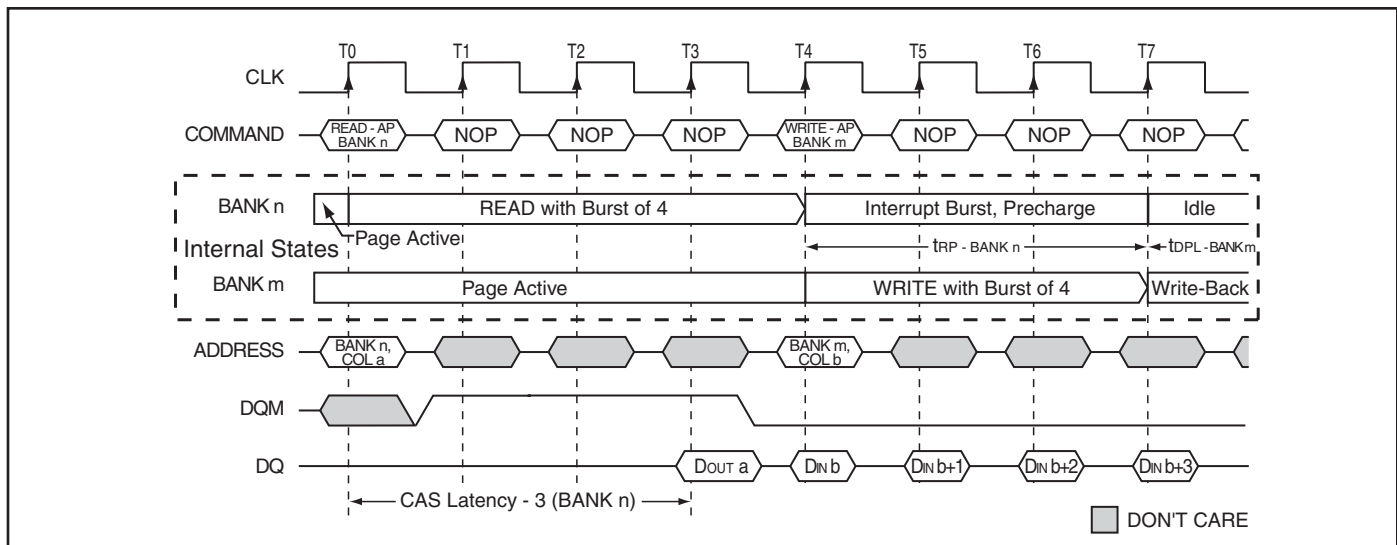 T0 T1 T2 T3 T4 T5 T6 T7
CLK
COMMAND READ - AP BANK n NOP NOP NOP WRITE - AP BANK m NOP NOP NOP
BANK n READ with Burst of 4 Interrupt Burst, Precharge Idle
Page Active
Internal States
tRP - BANK n tDPL - BANK m
BANK m Page Active WRITE with Burst of 4 Write-Back
ADDRESS BANK n, COL a BANK m, COL b
DQM
DQ DOUT a DIN b DIN b+1 DIN b+2 DIN b+3
CAS Latency - 3 (BANK n)
DON'T CARE